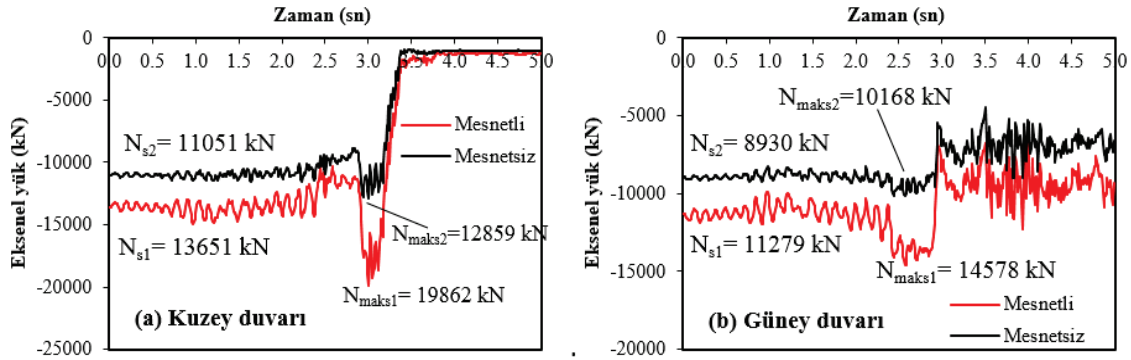 Zaman (sn)
0
0.0 0.5 1.0 1.5 2.0 2.5 3.0 3.5 4.0 4.5 5.0
-5000
-10000
-15000
-20000
-25000
Eksenel yük (kN)
Mesnetli
Mesnetsiz
Ns2 = 11051 kN
Ns1 = 13651 kN
Nmaks2=12859 kN
Nmaks1= 19862 kN
(a) Kuzey duvarı
Zaman (sn)
0
0.0 0.5 1.0 1.5 2.0 2.5 3.0 3.5 4.0 4.5 5.0
-5000
-10000
-15000
-20000
Eksenel yük (kN)
Nmaks2=10168 kN
Ns2 = 8930 kN
Ns1 = 11279 kN
Nmaks1= 14578 kN
Mesnetli
Mesnetsiz
(b) Güney duvarı